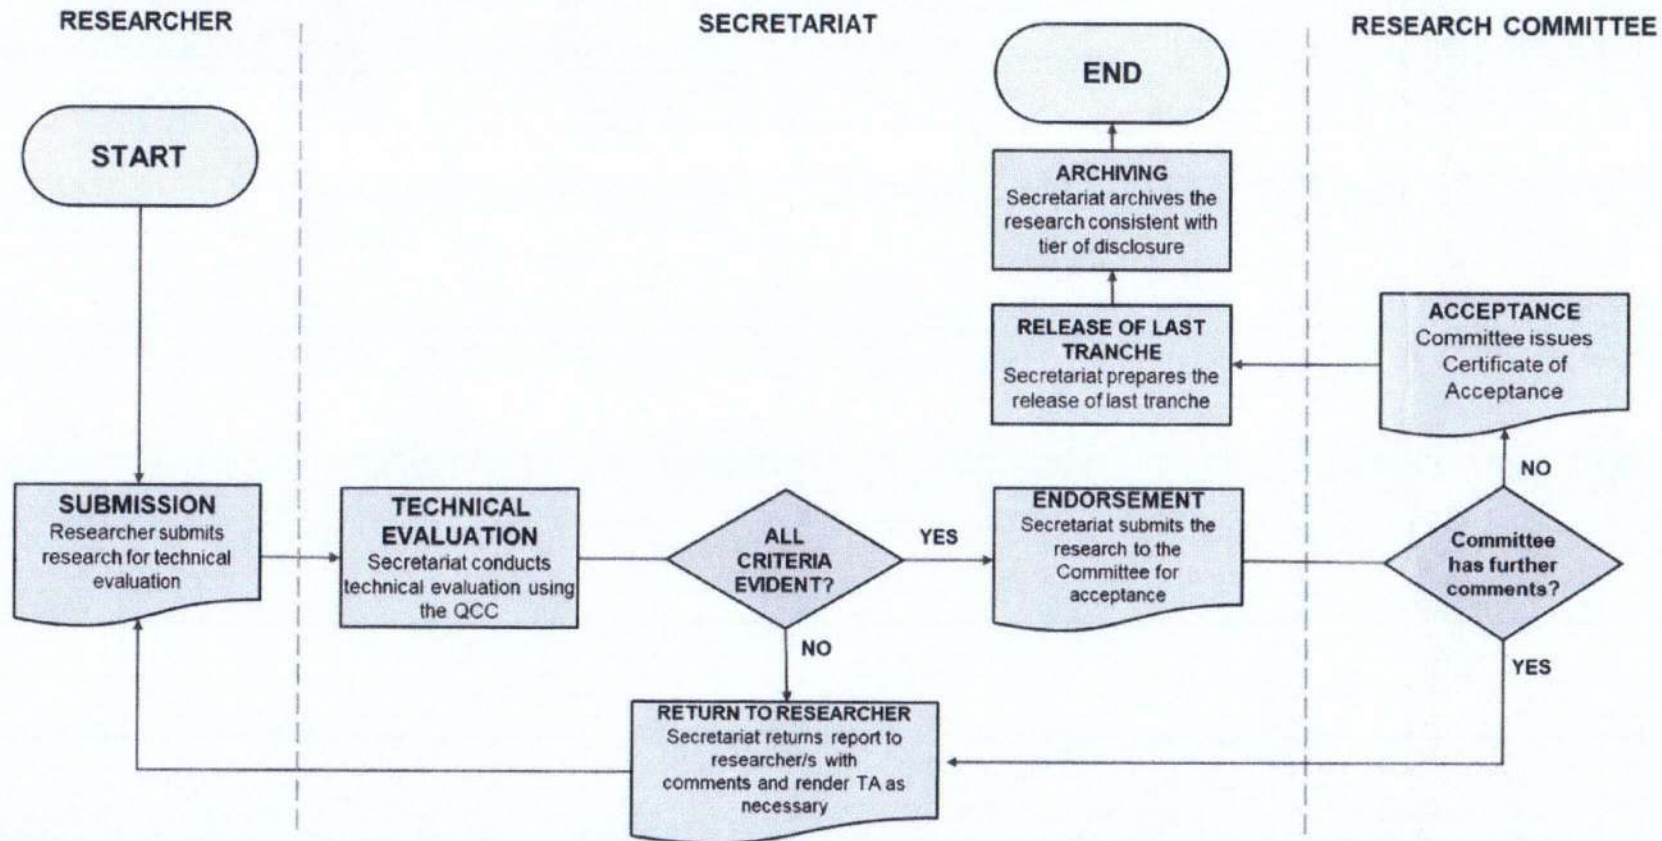 RESEARCHER
SECRETARIAT
RESEARCH COMMITTEE
START
END
ARCHIVING
Secretariat archives the
research consistent with
tier of disclosure
RELEASE OF LAST
TRANCHE
Secretariat prepares the
release of last tranche
ACCEPTANCE
Committee issues
Certificate of
Acceptance
NO
SUBMISSION
Researcher submits
research for technical
evaluation
TECHNICAL
EVALUATION
Secretariat conducts
technical evaluation using
the QCC
ALL
CRITERIA
EVIDENT?
YES
ENDORSEMENT
Secretariat submits the
research to the
Committee for
acceptance
Committee
has further
comments?
NO
YES
RETURN TO RESEARCHER
Secretariat returns report to
researcher/s with
comments and render TA as
necessary